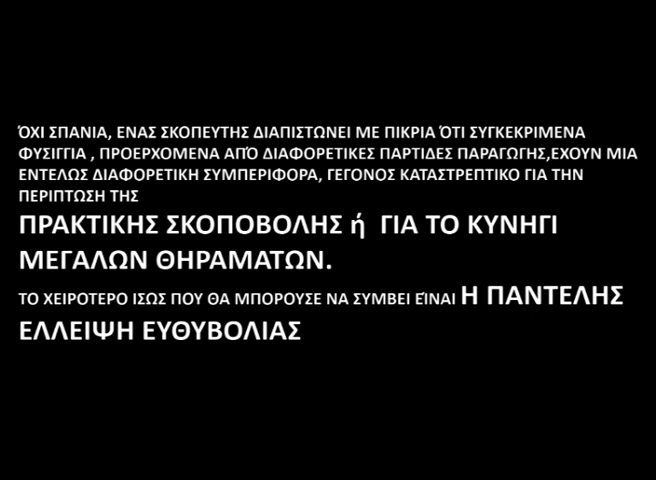 ΌΧΙ ΣΠΑΝΙΑ, ΕΝΑΣ ΣΚΟΠΕΥΤΗΣ ΔΙΑΠΙΣΤΩΝΕΙ ΜΕ ΠΙΚΡΙΑ ΌΤΙ ΣΥΓΚΕΚΡΙΜΕΝΑ
ΦΥΣΙΓΓΙΑ , ΠΡΟΕΡΧΟΜΕΝΑ ΑΠΌ ΔΙΑΦΟΡΕΤΙΚΕΣ ΠΑΡΤΙΔΕΣ ΠΑΡΑΓΩΓΗΣ,ΕΧΟΥΝ ΜΙΑ
ΕΝΤΕΛΩΣ ΔΙΑΦΟΡΕΤΙΚΗ ΣΥΜΠΕΡΙΦΟΡΑ, ΓΕΓΟΝΟΣ ΚΑΤΑΣΤΡΕΠΤΙΚΟ ΓΙΑ ΤΗΝ
ΠΕΡΙΠΤΩΣΗ ΤΗΣ
ΠΡΑΚΤΙΚΗΣ ΣΚΟΠΟΒΟΛΗΣ ή ΓΙΑ ΤΟ ΚΥΝΗΓΙ
ΜΕΓΑΛΩΝ ΘΗΡΑΜΑΤΩΝ.
ΤΟ ΧΕΙΡΟΤΕΡΟ ΙΣΩΣ ΠΟΥ ΘΑ ΜΠΟΡΟΥΣΕ ΝΑ ΣΥΜΒΕΙ ΕΊΝΑΙ Η ΠΑΝΤΕΛΗΣ
ΕΛΛΕΙΨΗ ΕΥΘΥΒΟΛΙΑΣ